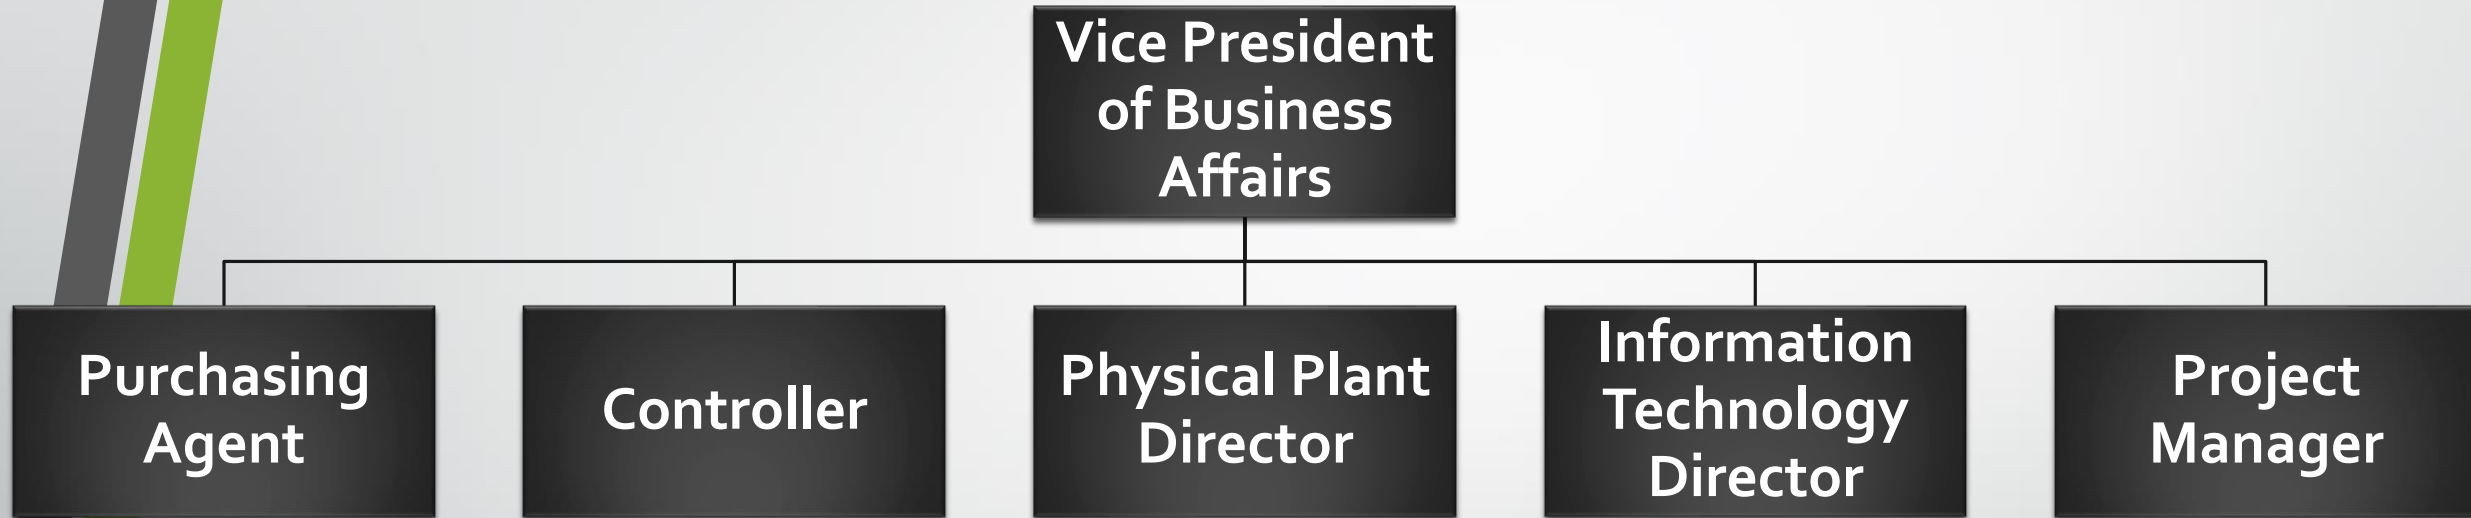 Vice President
of Business
Affairs
Purchasing
Agent
Controller
Physical Plant
Director
Information
Technology
Director
Project
Manager